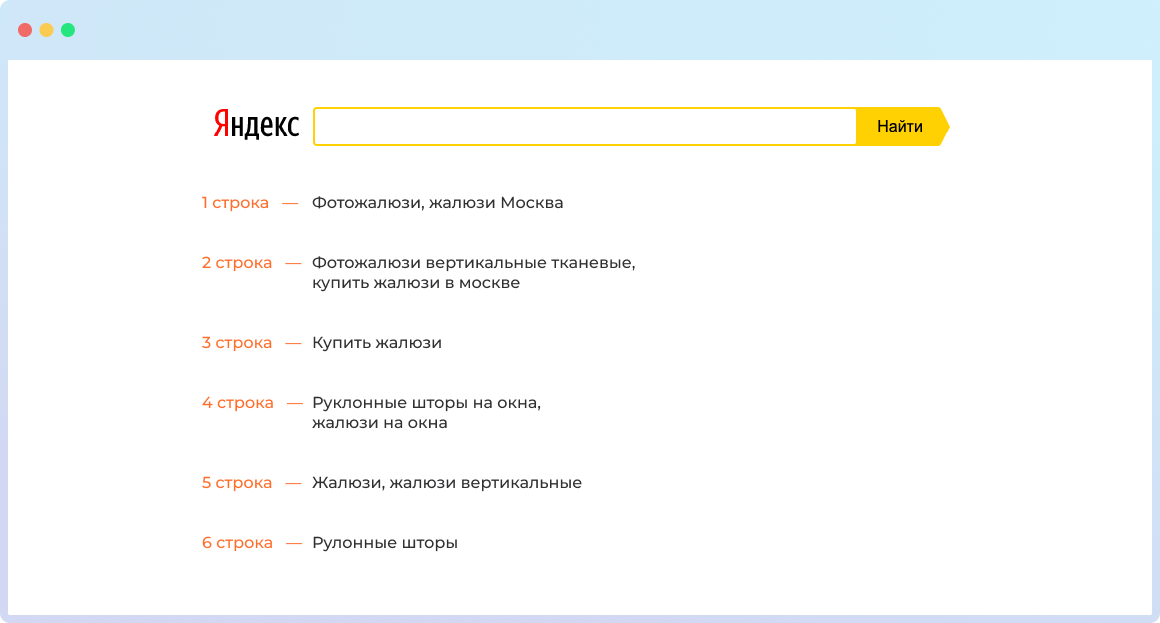 Яндекс Найти
1 строка — Фотожалюзи, жалюзи Москва
2 строка — Фотожалюзи вертикальные тканевые,
купить жалюзи в москве
3 строка — Купить жалюзи
4 строка — Руклонные шторы на окна,
жалюзи на окна
5 строка — Жалюзи, жалюзи вертикальные
6 строка — Рулонные шторы